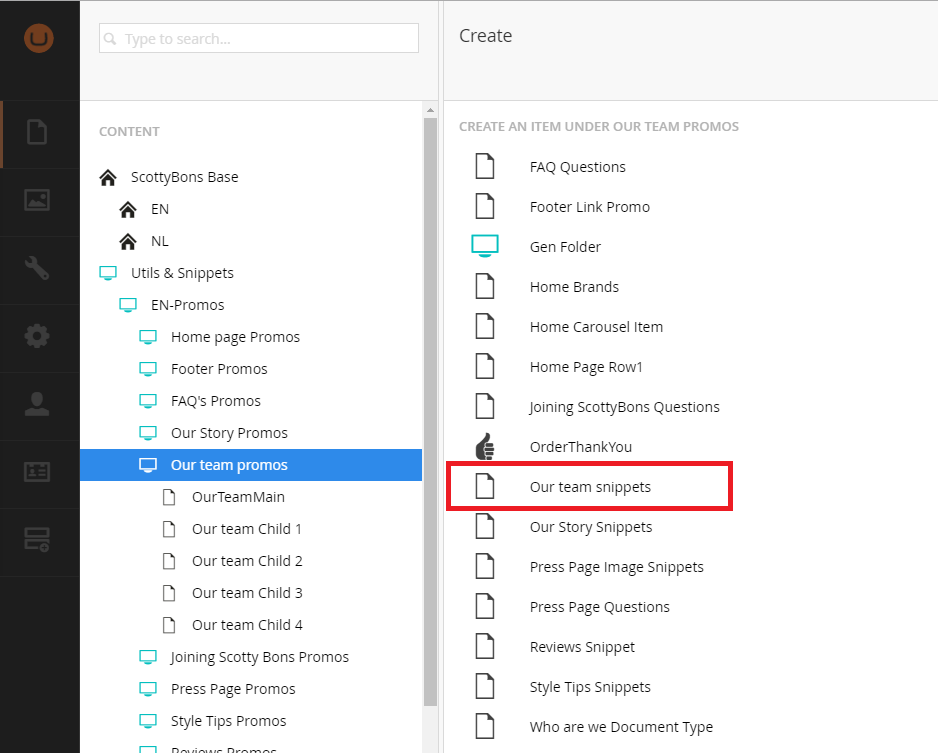 Type to search...
CONTENT
ScottyBons Base
EN
NL
Utils & Snippets
EN-Promos
Home page Promos
Footer Promos
FAQ's Promos
Our Story Promos
Our team promos
OurTeamMain
Our team Child 1
Our team Child 2
Our team Child 3
Our team Child 4
Joining Scotty Bons Promos
Press Page Promos
Style Tips Promos
Reviews Promos
Create
CREATE AN ITEM UNDER OUR TEAM PROMOS
FAQ Questions
Footer Link Promo
Gen Folder
Home Brands
Home Carousel Item
Home Page Row1
Joining ScottyBons Questions
OrderThankYou
Our team snippets
Our Story Snippets
Press Page Image Snippets
Press Page Questions
Reviews Snippet
Style Tips Snippets
Who are we Document Type